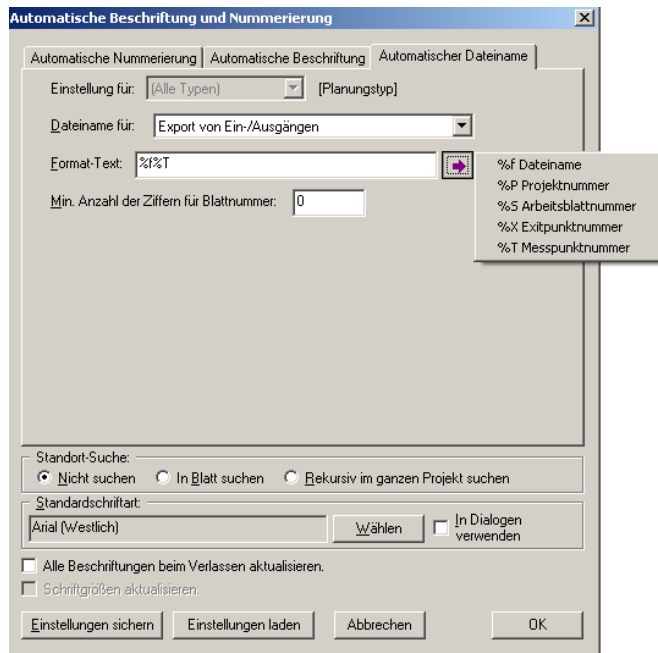 Automatische Beschriftung und Nummerierung
Automatische Nummerierung Automatische Beschriftung Automatischer Dateiname
Einstellung für: (Alle Typen) [Planungstyp]
Dateiname für: Export von Ein-/Ausgängen
Format-Text: %f%T
%f Dateiname
%P Projektnummer
%S Arbeitsblattnummer
%X Exitpunktnummer
%T Messpunktnummer
Min. Anzahl der Ziffern für Blattnummer: 0
Standort-Suche:
Nicht suchen In Blatt suchen Rekursiv im ganzen Projekt suchen
Standardschriftart:
Arial (Westlich) Wählen In Dialogen
verwenden
Alle Beschriftungen beim Verlassen aktualisieren.
Schriftgrößen aktualisieren.
Einstellungen sichern Einstellungen laden Abbrechen OK